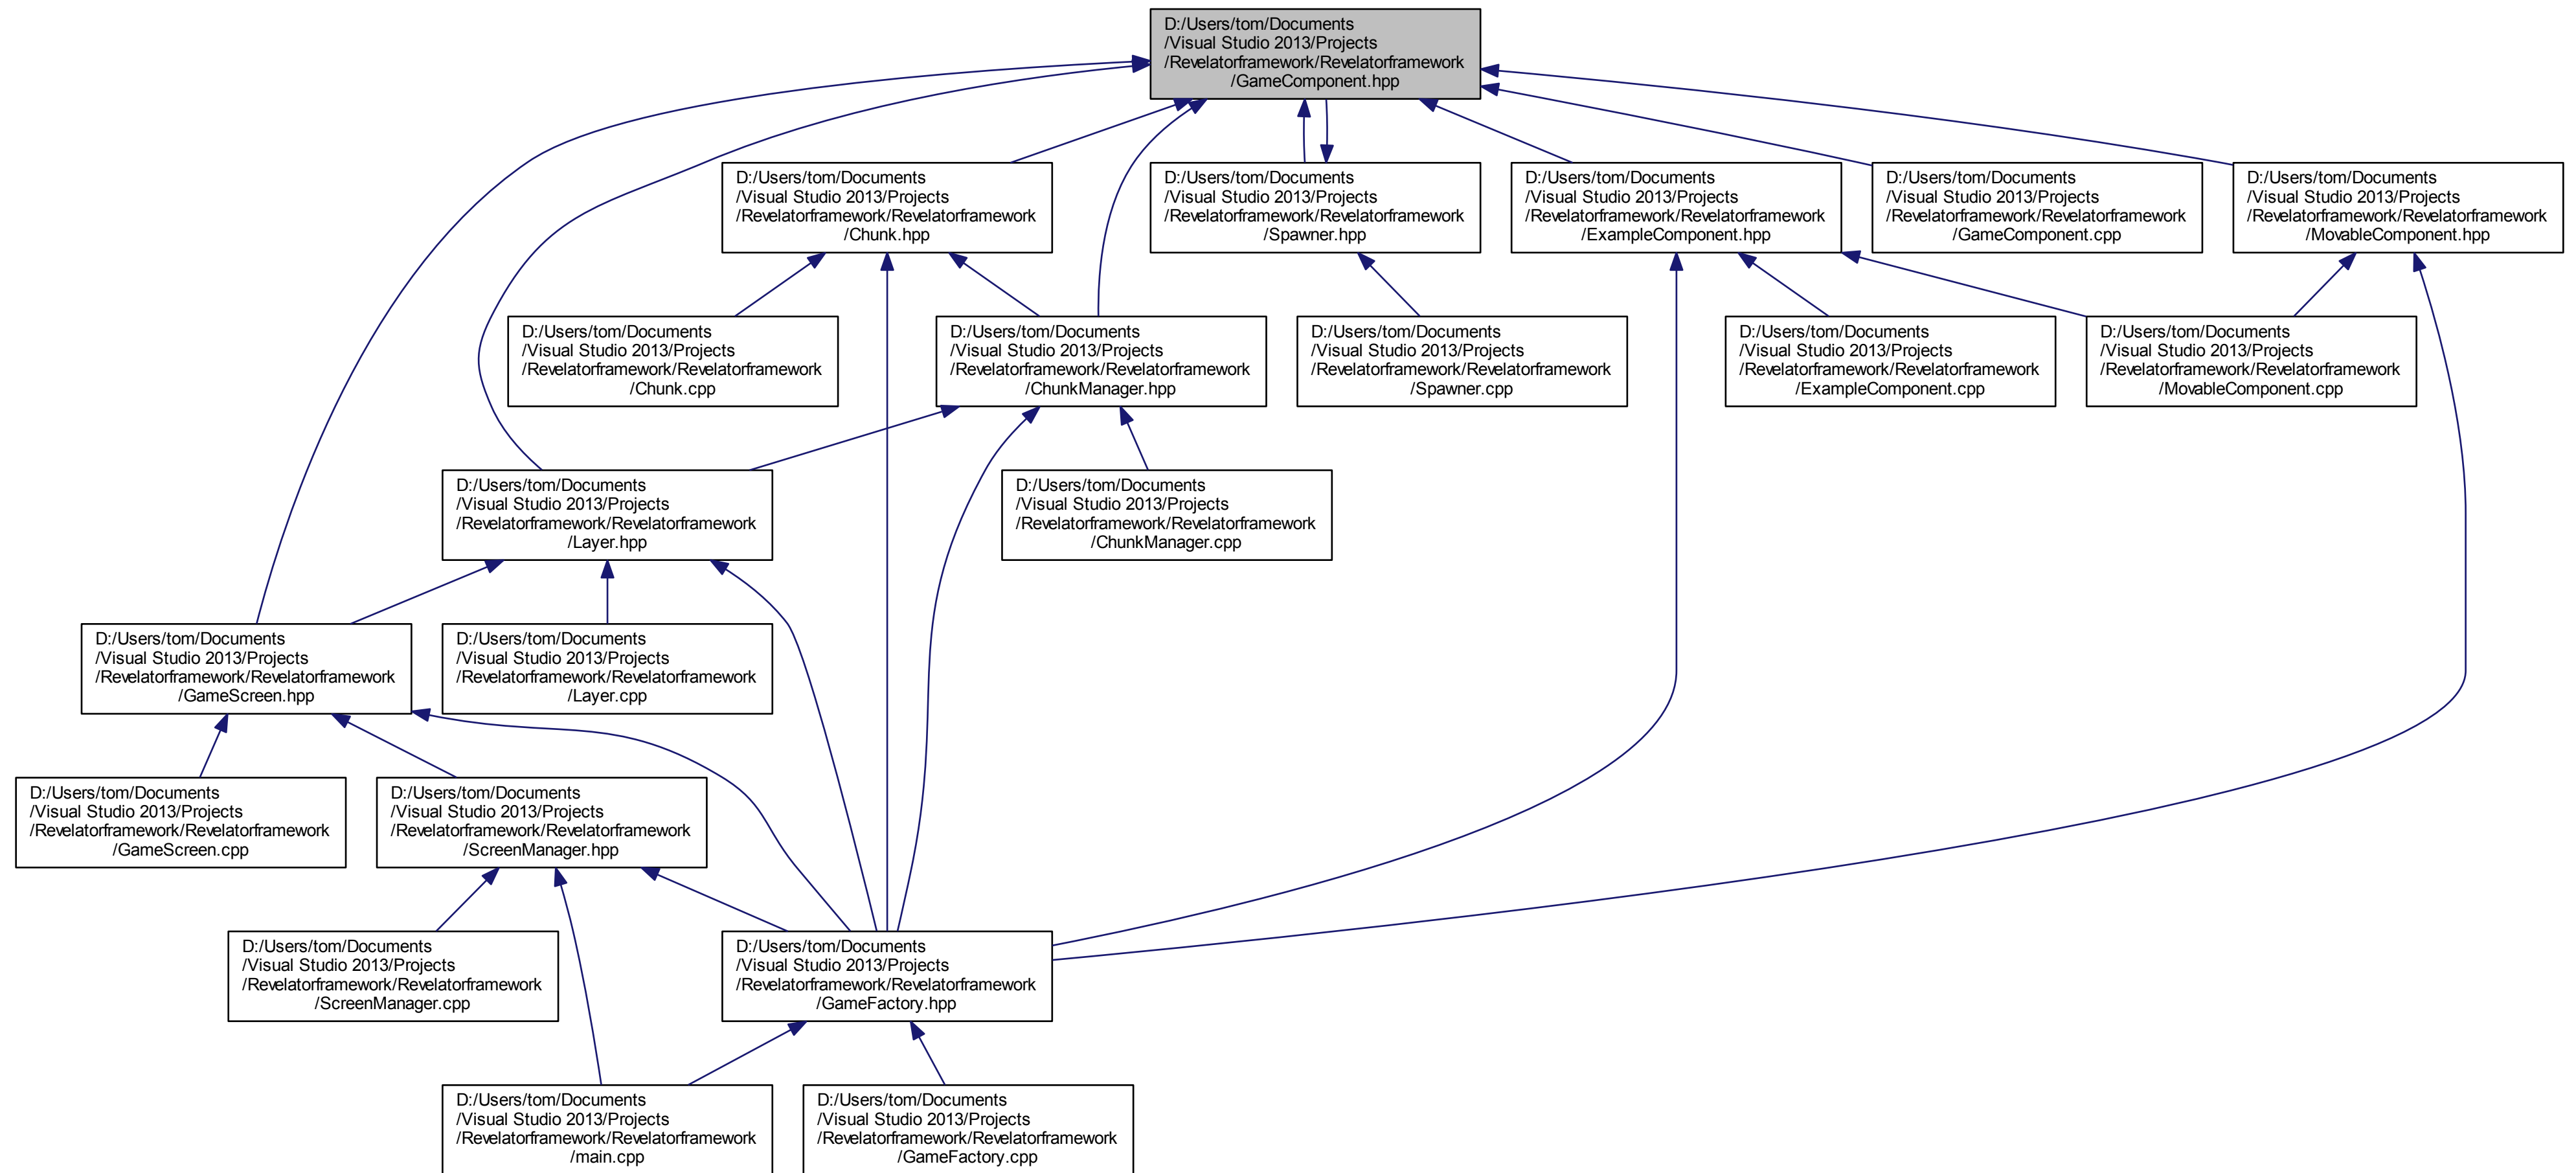 D:/Users/tom/Documents
/Visual Studio 2013/Projects
/Revelatorframework/Revelatorframework
/GameComponent.hpp
D:/Users/tom/Documents
/Visual Studio 2013/Projects
/Revelatorframework/Revelatorframework
/Chunk.hpp
D:/Users/tom/Documents
/Visual Studio 2013/Projects
/Revelatorframework/Revelatorframework
/Spawner.hpp
D:/Users/tom/Documents
/Visual Studio 2013/Projects
/Revelatorframework/Revelatorframework
/ExampleComponent.hpp
D:/Users/tom/Documents
/Visual Studio 2013/Projects
/Revelatorframework/Revelatorframework
/GameComponent.cpp
D:/Users/tom/Documents
/Visual Studio 2013/Projects
/Revelatorframework/Revelatorframework
/MovableComponent.hpp
D:/Users/tom/Documents
/Visual Studio 2013/Projects
/Revelatorframework/Revelatorframework
/Chunk.cpp
D:/Users/tom/Documents
/Visual Studio 2013/Projects
/Revelatorframework/Revelatorframework
/ChunkManager.hpp
D:/Users/tom/Documents
/Visual Studio 2013/Projects
/Revelatorframework/Revelatorframework
/Spawner.cpp
D:/Users/tom/Documents
/Visual Studio 2013/Projects
/Revelatorframework/Revelatorframework
/ExampleComponent.cpp
D:/Users/tom/Documents
/Visual Studio 2013/Projects
/Revelatorframework/Revelatorframework
/MovableComponent.cpp
D:/Users/tom/Documents
/Visual Studio 2013/Projects
/Revelatorframework/Revelatorframework
/Layer.hpp
D:/Users/tom/Documents
/Visual Studio 2013/Projects
/Revelatorframework/Revelatorframework
/ChunkManager.cpp
D:/Users/tom/Documents
/Visual Studio 2013/Projects
/Revelatorframework/Revelatorframework
/GameScreen.hpp
D:/Users/tom/Documents
/Visual Studio 2013/Projects
/Revelatorframework/Revelatorframework
/Layer.cpp
D:/Users/tom/Documents
/Visual Studio 2013/Projects
/Revelatorframework/Revelatorframework
/GameScreen.cpp
D:/Users/tom/Documents
/Visual Studio 2013/Projects
/Revelatorframework/Revelatorframework
/ScreenManager.hpp
D:/Users/tom/Documents
/Visual Studio 2013/Projects
/Revelatorframework/Revelatorframework
/ScreenManager.cpp
D:/Users/tom/Documents
/Visual Studio 2013/Projects
/Revelatorframework/Revelatorframework
/GameFactory.hpp
D:/Users/tom/Documents
/Visual Studio 2013/Projects
/Revelatorframework/Revelatorframework
/main.cpp
D:/Users/tom/Documents
/Visual Studio 2013/Projects
/Revelatorframework/Revelatorframework
/GameFactory.cpp